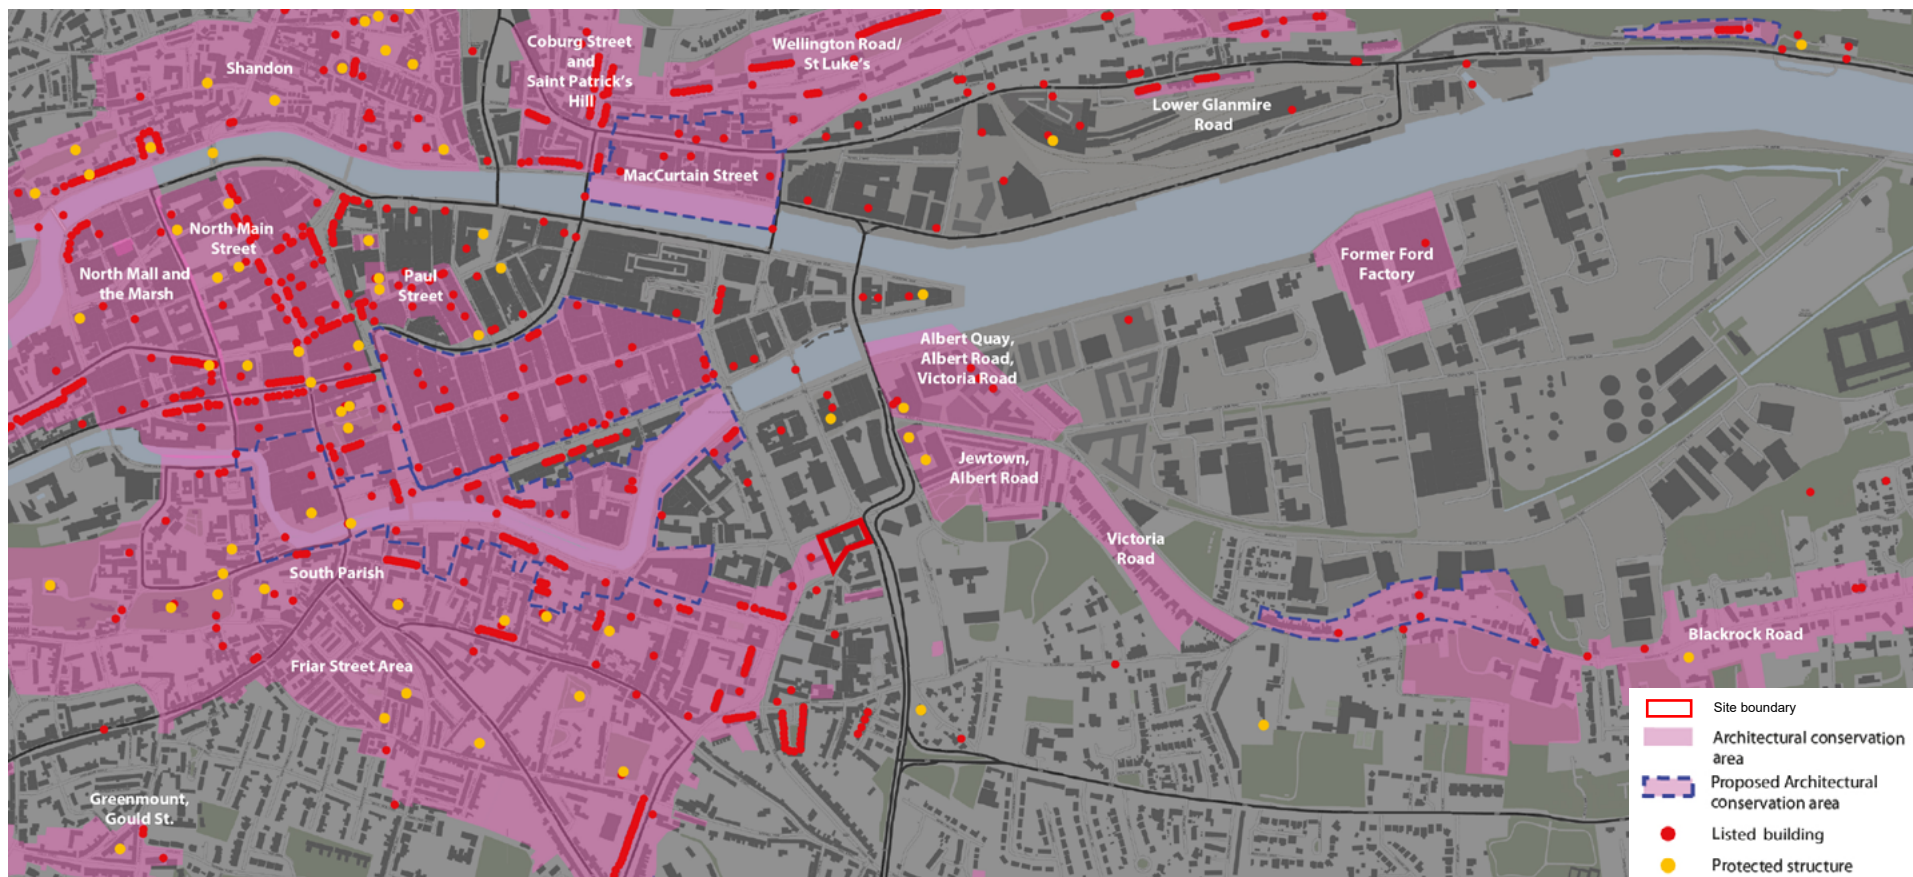 Shandon
Coburg Street
and
Saint Patrick's
Hill
Wellington Road/
St Luke's
Lower Glanmire
Road
MacCurtain Street
North Main
Street
North Mall and
the Marsh
Paul
Street
Former Ford
Factory
Albert Quay,
Albert Road,
Victoria Road
Jewtown,
Albert Road
Victoria
Road
South Parish
Friar Street Area
Blackrock Road
Greenmount,
Gould St.
Site boundary
Architectural conservation
area
Proposed Architectural
conservation area
Listed building
Protected structure